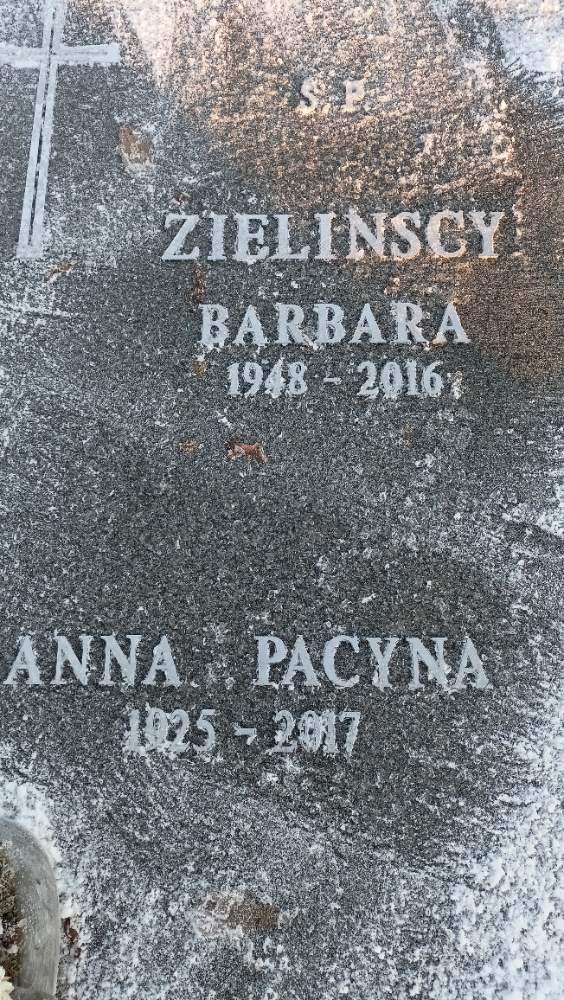 S.P.
ZIELINSCY
BARBARA
1948 - 2016
ANNA PACYNA
1925 - 2017